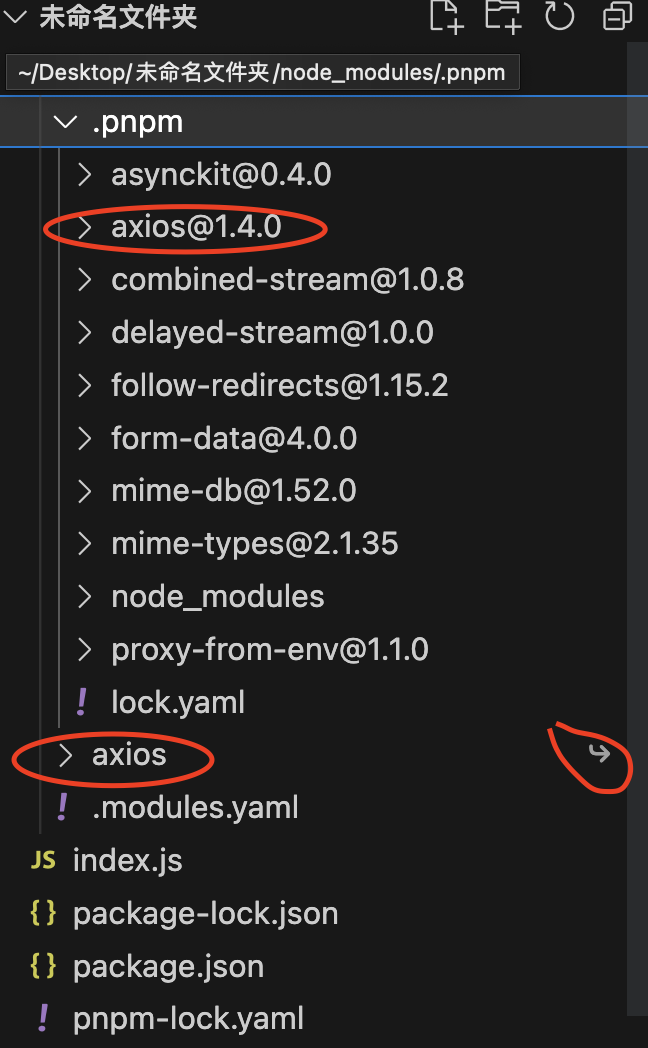 未命名文件夹
~/Desktop/未命名文件夹/node_modules/.pnpm
.pnpm
asynckit@0.4.0
axios@1.4.0
combined-stream@1.0.8
delayed-stream@1.0.0
follow-redirects@1.15.2
form-data@4.0.0
mime-db@1.52.0
mime-types@2.1.35
node_modules
proxy-from-env@1.1.0
! lock.yaml
axios
! .modules.yaml
JS index.js
{} package-lock.json
{} package.json
! pnpm-lock.yaml